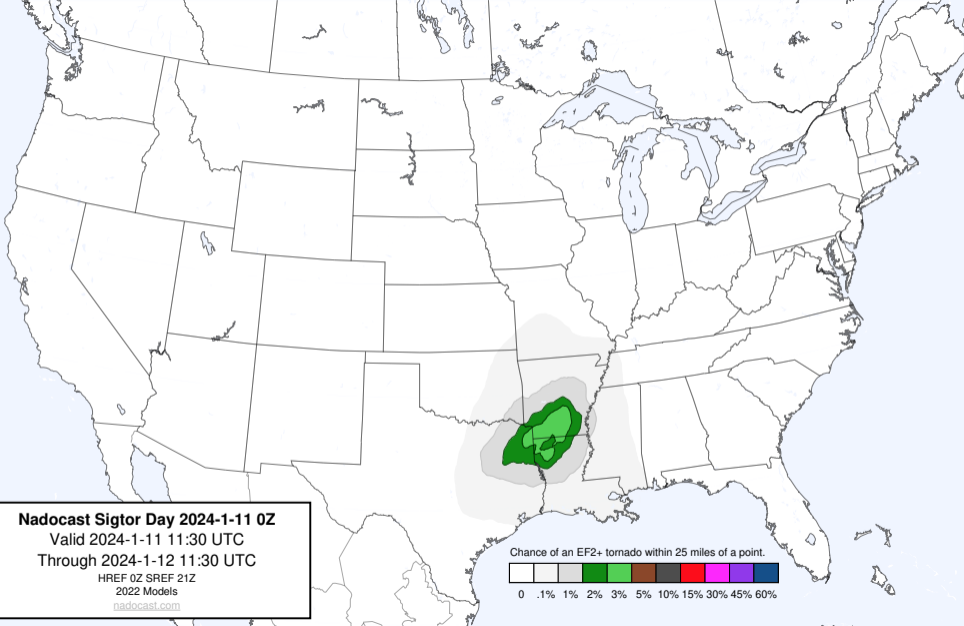 Nadocast Sigtor Day 2024-1-11 0Z
Valid 2024-1-11 11:30 UTC
Through 2024-1-12 11:30 UTC
HREF 0Z SREF 21Z
2022 Models
nadocast.com
Chance of an EF2+ tornado within 25 miles of a point.
0 .1% 1% 2% 3% 5% 10% 15% 30% 45% 60%